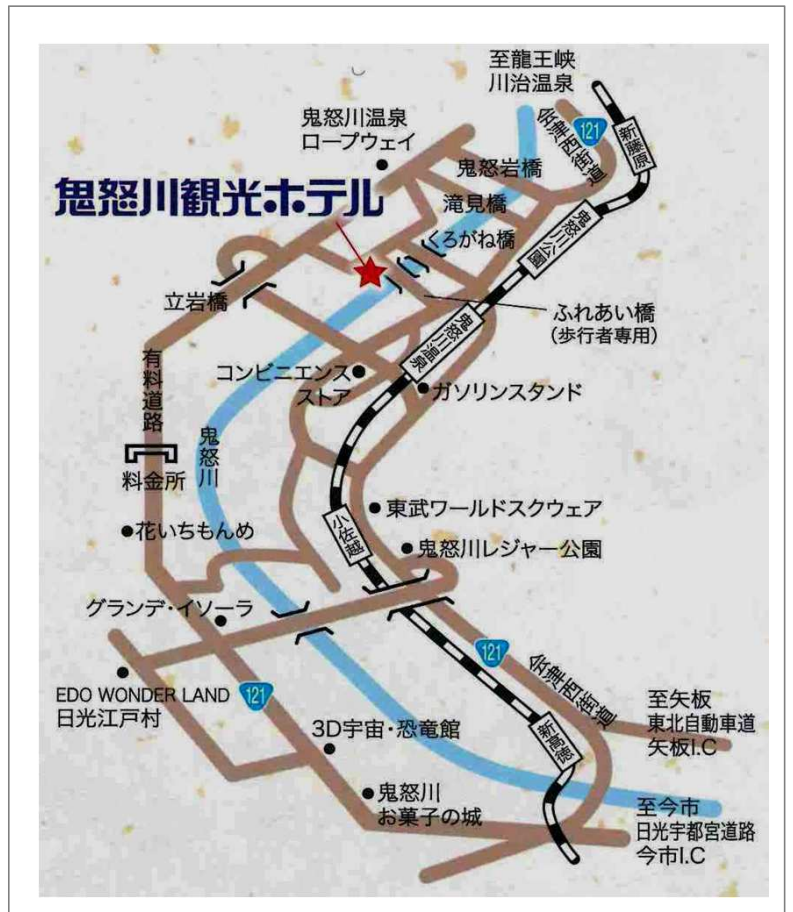 至龍王峡
川治温泉
121
会津西街道
新藤原
鬼怒川温泉
ロープウェイ
鬼怒岩橋
鬼怒川観光ホテル
滝見橋
くろがね橋
鬼怒川公園
立岩橋
ふれあい橋
(歩行者専用)
鬼怒川温泉
有料道路
コンビニエンス
ストア
ガソリンスタンド
鬼怒川
料金所
東武ワールドスクウェア
花いちもんめ
小佐越
鬼怒川レジャー公園
グランデ・イソーラ
121
会津西街道
EDO WONDER LAND
日光江戸村
121
至矢板
東北自動車道
矢板I.C
3D宇宙・恐竜館
新高徳
鬼怒川
お菓子の城
至今市
日光宇都宮道路
今市I.C